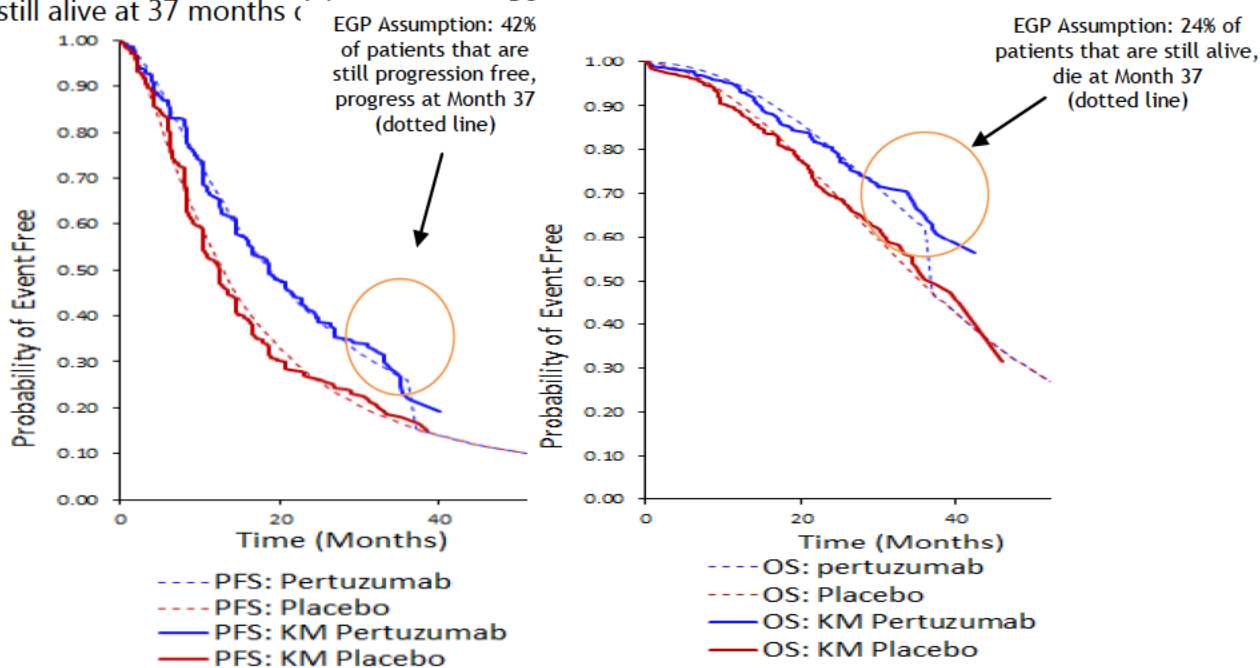 still alive at 37 months
EGP Assumption: 42%
of patients that are
still progression free,
progress at Month 37
(dotted line)
1.00
0.90
0.80
0.70
0.60
0.50
0.40
0.30
0.20
0.10
0.00
Probability of Event Free
0
20
40
Time (Months)
PFS: Pertuzumab
PFS: Placebo
PFS: KM Pertuzumab
PFS: KM Placebo
EGP Assumption: 24% of
patients that are still alive,
die at Month 37
(dotted line)
1.00
0.90
0.80
0.70
0.60
0.50
0.40
0.30
0.20
0.10
0.00
Probability of Event Free
0
20
40
Time (Months)
OS: pertuzumab
OS: Placebo
OS: KM Pertuzumab
OS: KM Placebo